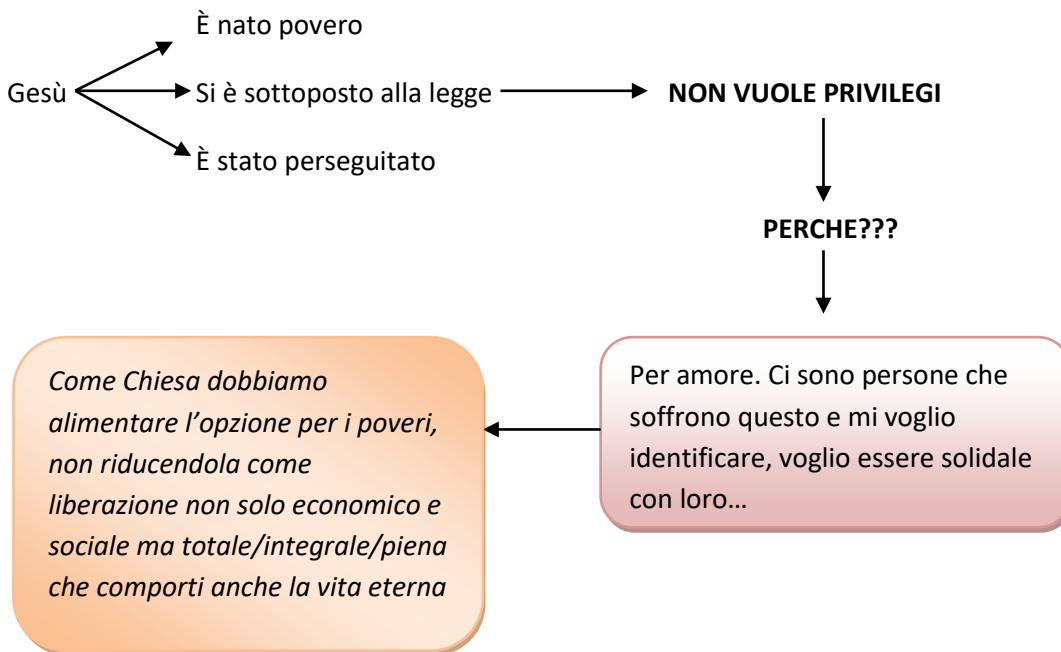 È nato povero
Gesù
Si è sottoposto alla legge
NON VUOLE PRIVILEGI
È stato perseguitato
PERCHE???
Per amore. Ci sono persone che
soffrono questo e mi voglio
identificare, voglio essere solidale
con loro…
Come Chiesa dobbiamo
alimentare l’opzione per i poveri,
non riducendola come
liberazione non solo economico e
sociale ma totale/integrale/piena
che comporti anche la vita eterna